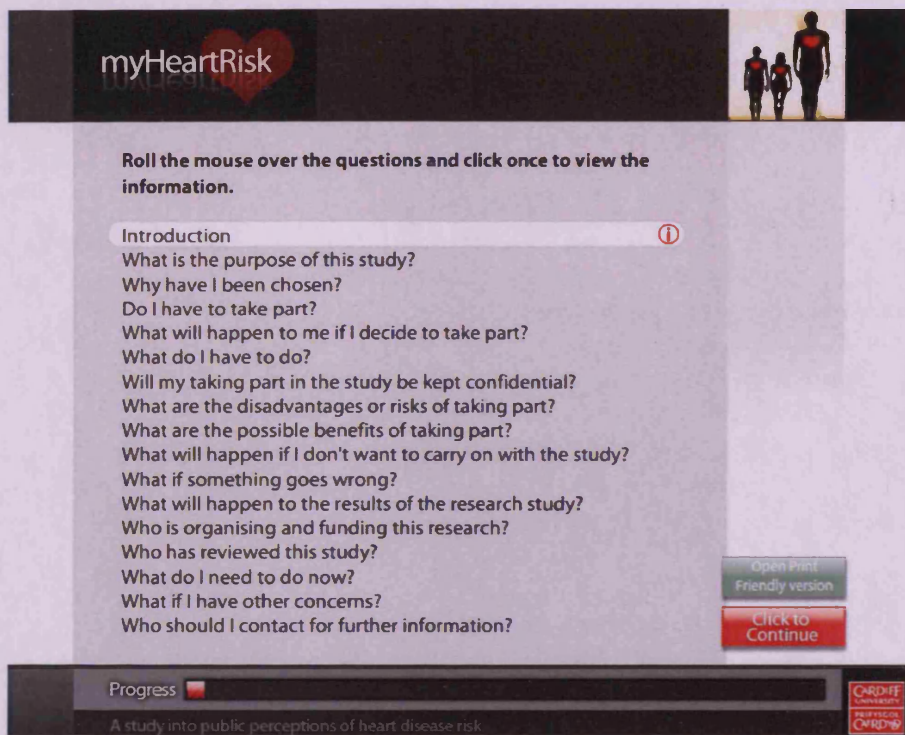 myHeartRisk
Roll the mouse over the questions and click once to view the
information.
Introduction
What is the purpose of this study?
Why have I been chosen?
Do I have to take part?
What will happen to me if I decide to take part?
What do I have to do?
Will my taking part in the study be kept confidential?
What are the disadvantages or risks of taking part?
What are the possible benefits of taking part?
What will happen if I don't want to carry on with the study?
What if something goes wrong?
What will happen to the results of the research study?
Who is organising and funding this research?
Who has reviewed this study?
What do I need to do now?
What if I have other concerns?
Who should I contact for further information?
Open Print
Friendly version
Click to
Continue
Progress
A study into public perceptions of heart disease risk
CARDIFF
UNIVERSITY
PRIFYSGOL
CAERDYDD